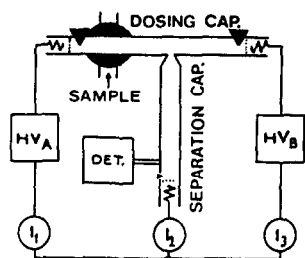 DOSING CAP.
SAMPLE
SEPARATION CAP.
HVA
HVB
DET.
I1
I2
I3